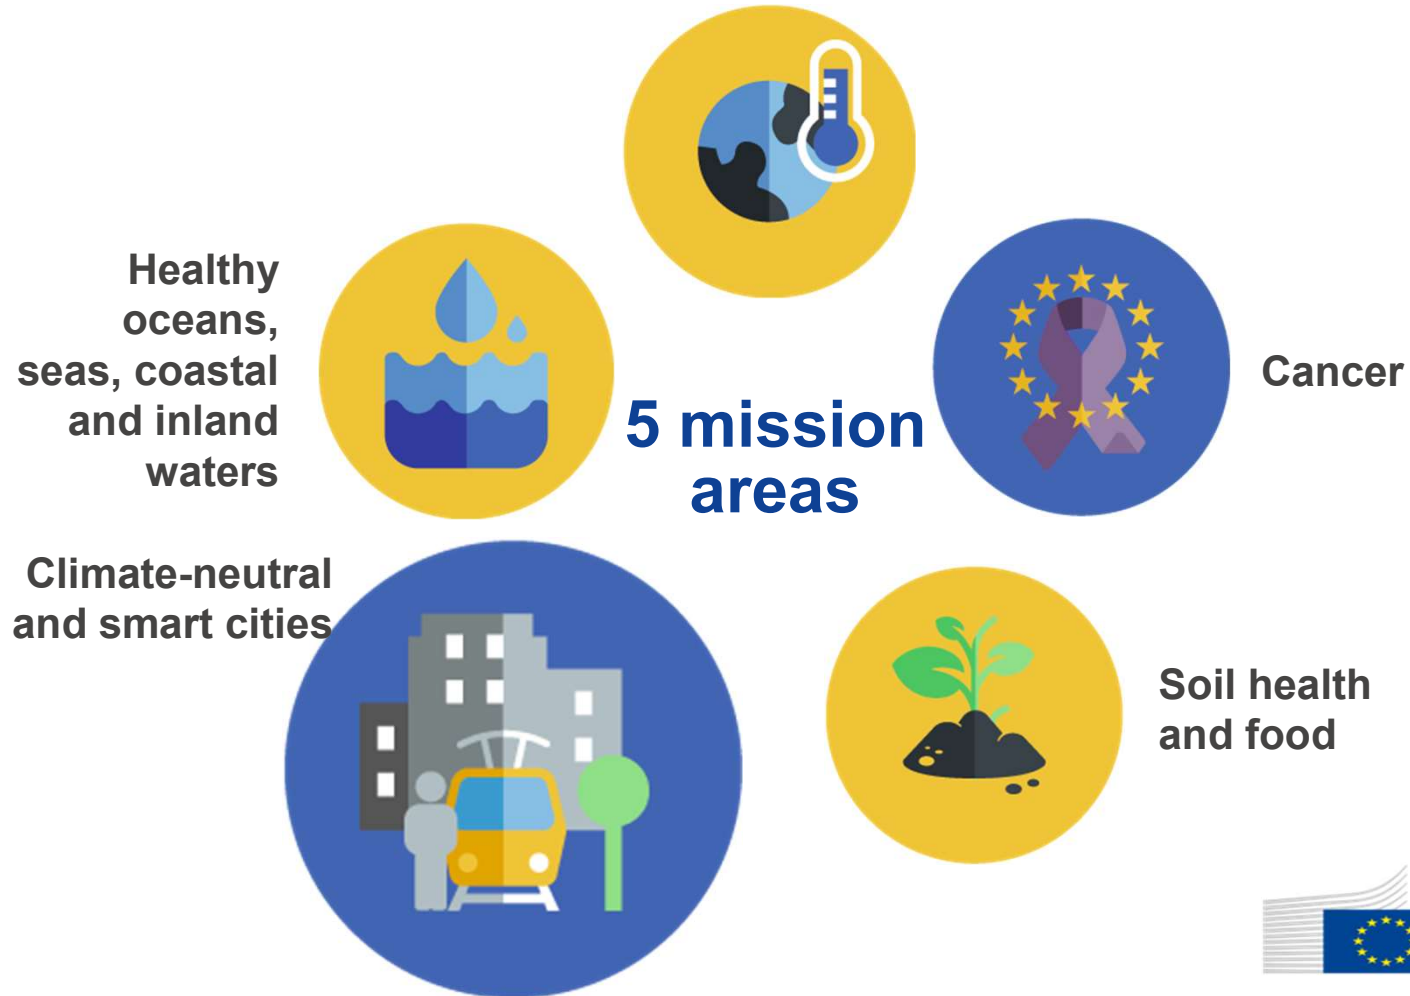 Healthy
oceans,
seas, coastal
and inland
waters
5 mission
areas
Cancer
Climate-neutral
and smart cities
Soil health
and food